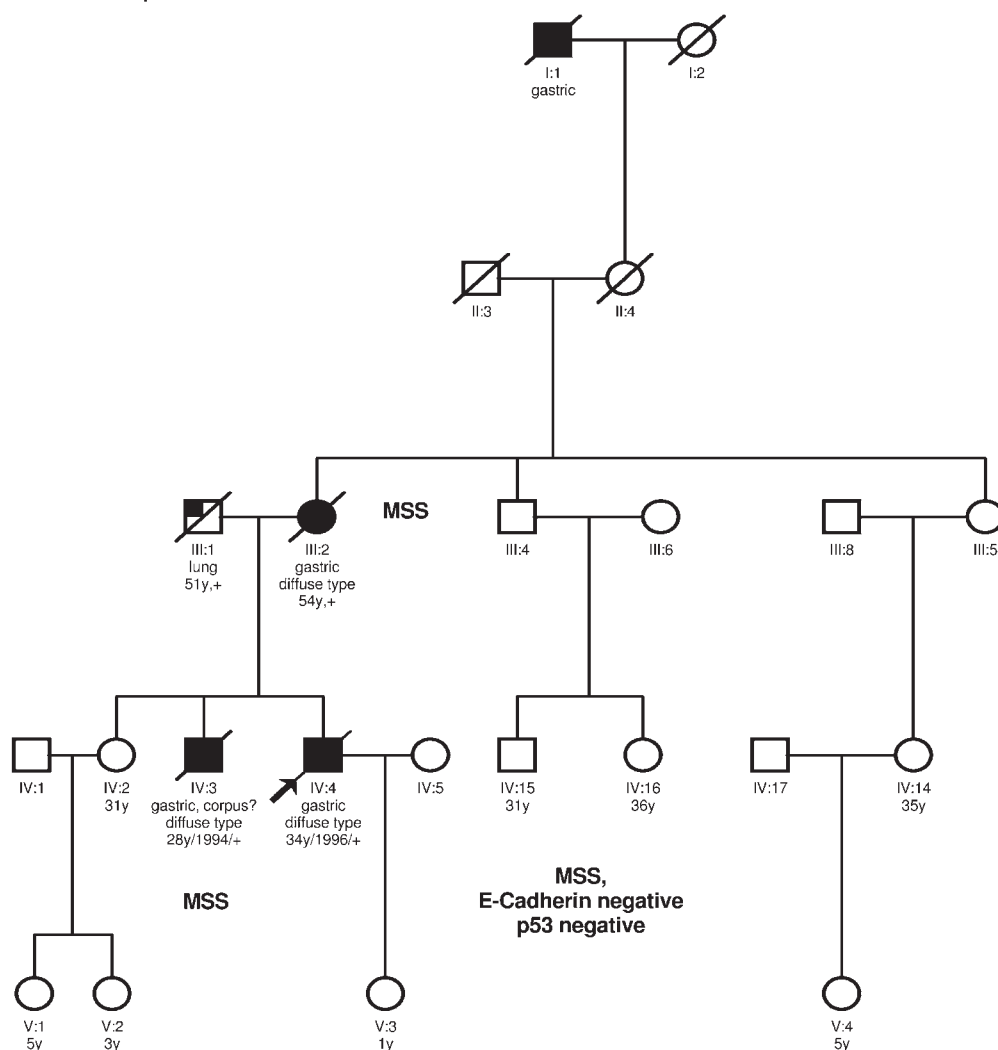 I:1
gastric
I:2
II:3
II:4
MSS
III:1
lung
51y,+
III:2
gastric
diffuse type
54y,+
III:4
III:6
III:8
III:5
IV:1
IV:2
31y
IV:3
gastric, corpus?
diffuse type
28y/1994/+
IV:4
gastric
diffuse type
34y/1996/+
IV:5
IV:15
31y
IV:16
36y
IV:17
IV:14
35y
MSS
MSS,
E-Cadherin negative
p53 negative
V:1
5y
V:2
3y
V:3
1y
V:4
5y